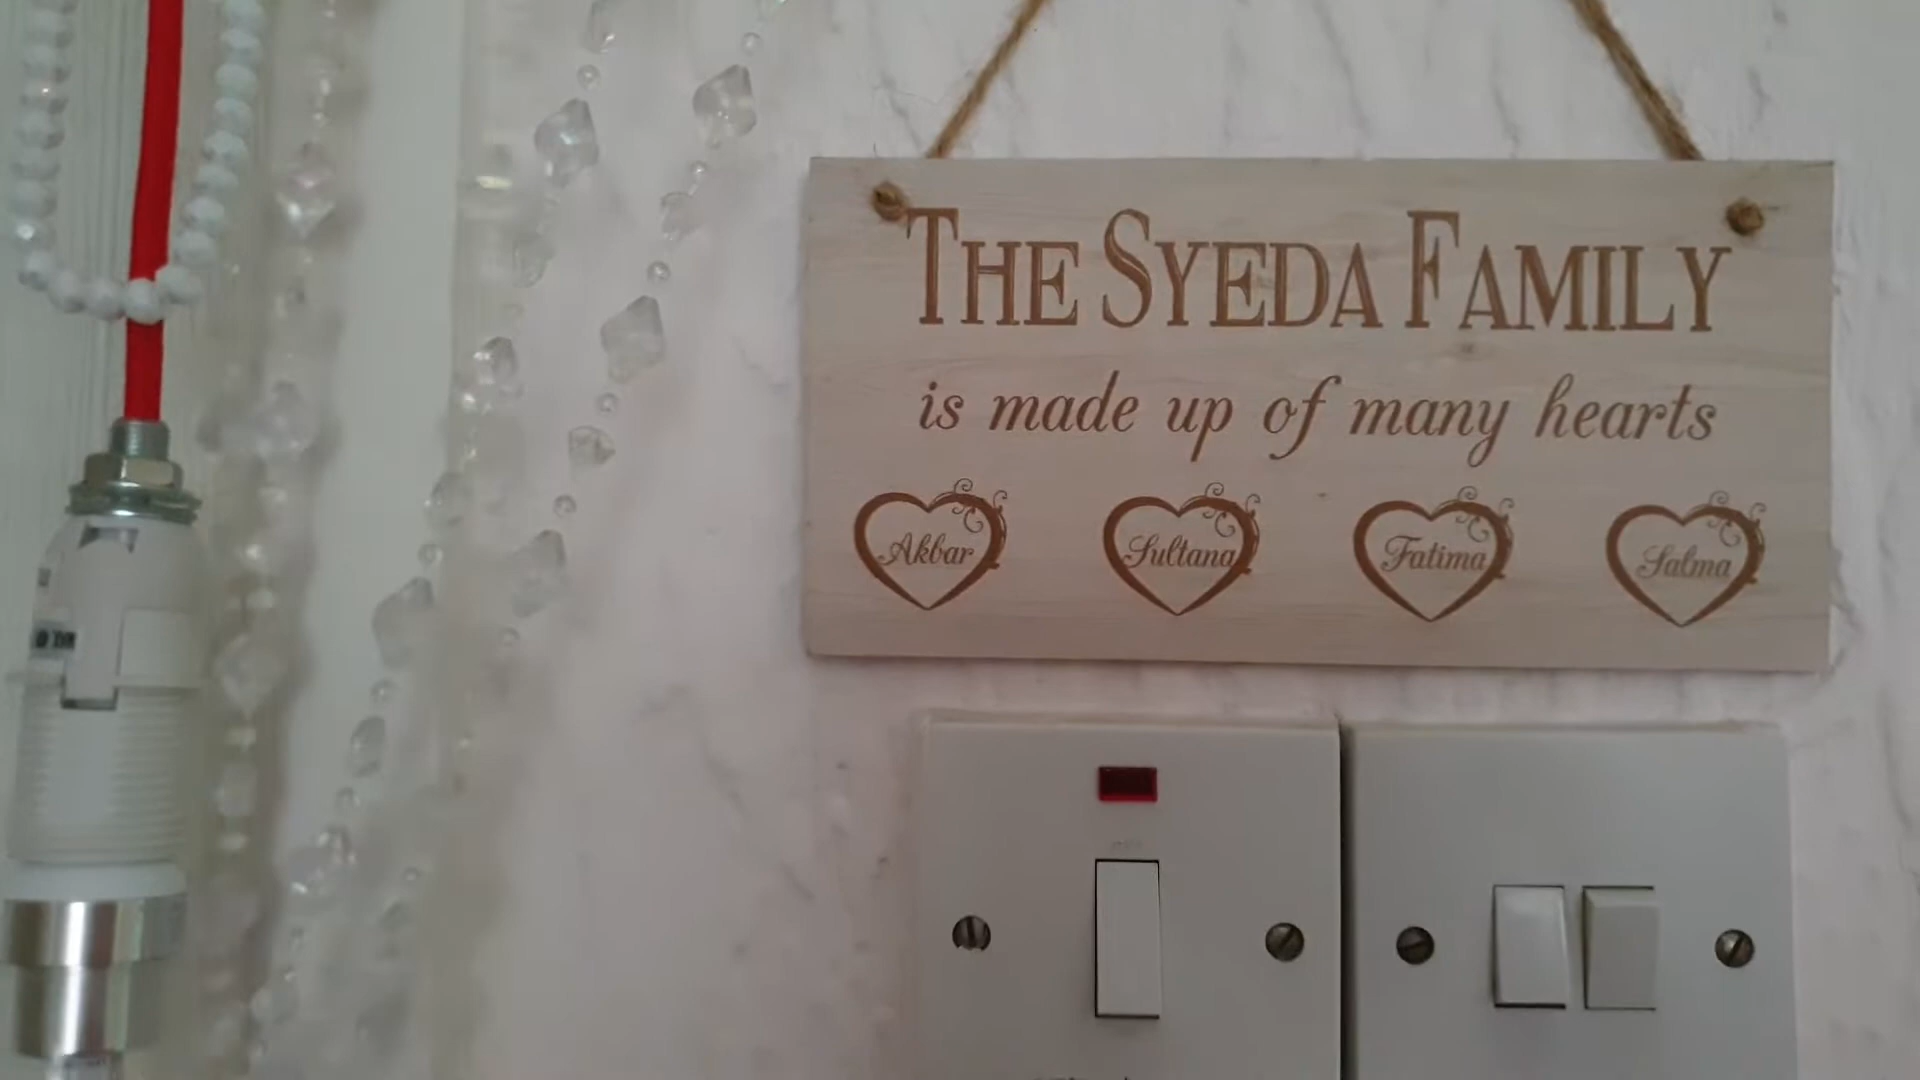 THE SYEDA FAMILY
is made up of many hearts
Akbar Sultana Fatima Salma